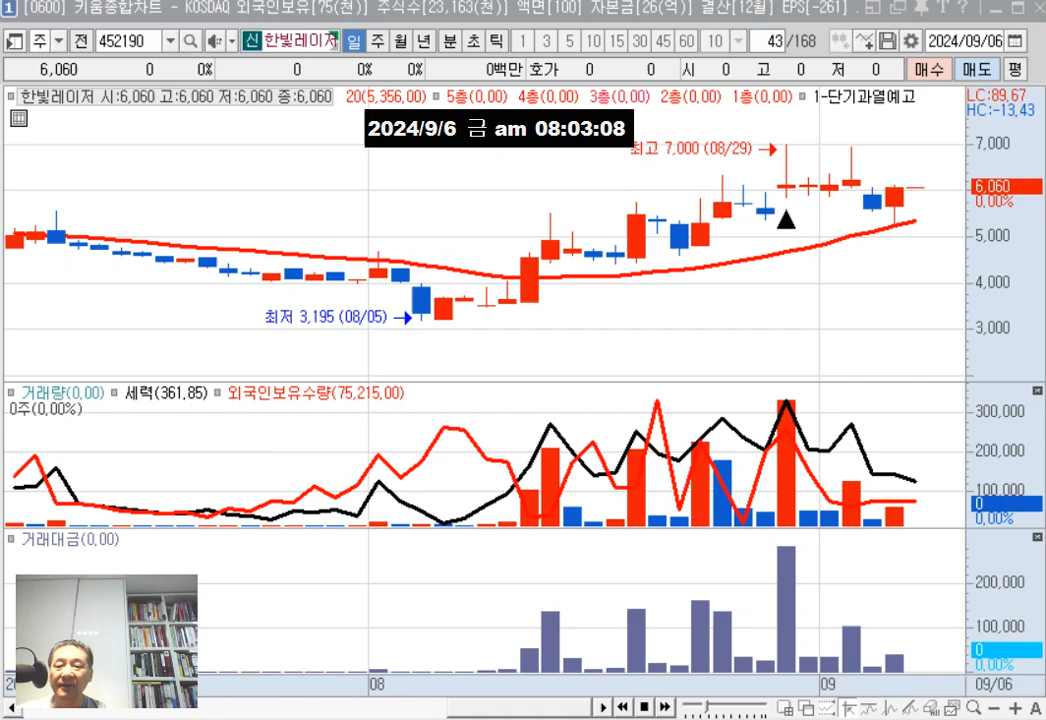 1 [0600] 키움종합차트 - KOSDAQ 외국인보유[75(천)] 주식수[23,163(천)] 액면[100] 자본금[26(억)] 결산[12월] EPS[-261]
주 전 452190 신 한빛레이저 일 주 월 년 분 초 틱 1 3 5 10 15 30 45 60 10 43 /168 2024/09/06
6,060 0 0% 0 0% 0% 0백만 호가 0 0 시 0 고 0 저 0 매수 매도 평
한빛레이저 시:6,060 고:6,060 저:6,060 종:6,060 20(5,356.00) 5층(0.00) 4층(0.00) 3층(0.00) 2층(0.00) 1층(0.00) 1-단기과열예고 LC:89.67
HC:-13.43
2024/9/6 금 am 08:03:08
최고 7,000 (08/29)
7,000
6,060
0.00%
5,000
4,000
최저 3,195 (08/05)
3,000
거래량(0.00) 세력(361.85) 외국인보유수량(75,215.00)
0주(0.00%)
300,000
200,000
100,000
0
0.00%
거래대금(0.00)
200,000
100,000
0
0.00%
08 09 09/06